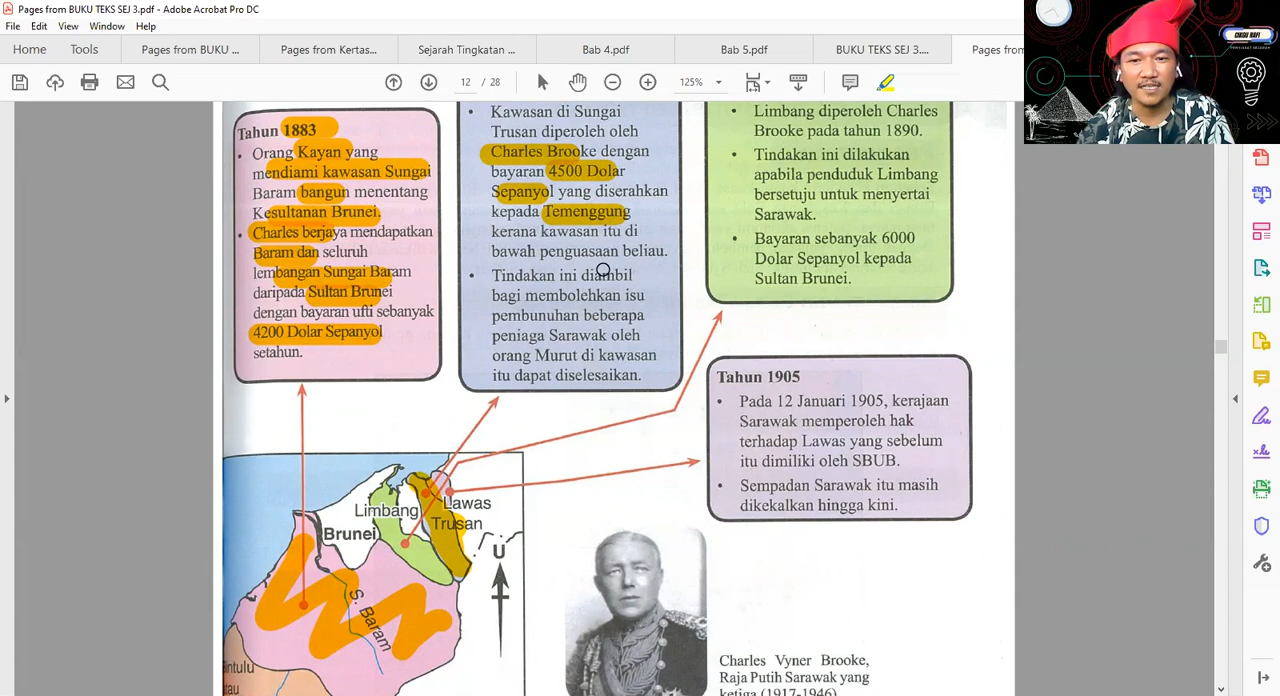 Pages from BUKU TEKS SEJ 3.pdf - Adobe Acrobat Pro DC
File Edit View Window Help
Home Tools Pages from BUKU ... Pages from Kertas... Sejarah Tingkatan ... Bab 4.pdf Bab 5.pdf BUKU TEKS SEJ 3.... Pages from
12 / 28 125%
CIKGU RAFI
Tahun 1883
• Orang Kayan yang
mendiami kawasan Sungai
Baram bangun menentang
Kesultanan Brunei.
• Charles berjaya mendapatkan
Baram dan seluruh
lembangan Sungai Baram
daripada Sultan Brunei
dengan bayaran ufti sebanyak
4200 Dolar Sepanyol
setahun.
• Kawasan di Sungai
Trusan diperoleh oleh
Charles Brooke dengan
bayaran 4500 Dolar
Sepanyol yang diserahkan
kepada Temenggung
kerana kawasan itu di
bawah penguasaan beliau.
• Tindakan ini diambil
bagi membolehkan isu
pembunuhan beberapa
peniaga Sarawak oleh
orang Murut di kawasan
itu dapat diselesaikan.
• Limbang diperoleh Charles
Brooke pada tahun 1890.
• Tindakan ini dilakukan
apabila penduduk Limbang
bersetuju untuk menyertai
Sarawak.
• Bayaran sebanyak 6000
Dolar Sepanyol kepada
Sultan Brunei.
Tahun 1905
• Pada 12 Januari 1905, kerajaan
Sarawak memperoleh hak
terhadap Lawas yang sebelum
itu dimiliki oleh SBUB.
• Sempadan Sarawak itu masih
dikekalkan hingga kini.
Lawas
Limbang
Trusan
Brunei
U
S. Baram
Charles Vyner Brooke,
Raja Putih Sarawak yang
ketiga (1917-1946)